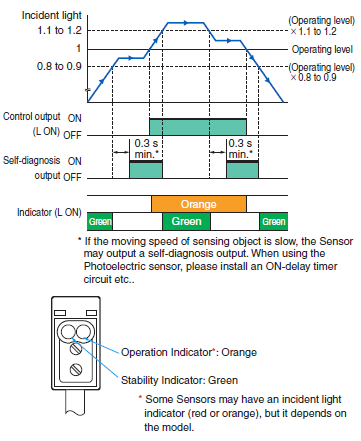 Incident light
1.1 to 1.2
1
0.8 to 0.9
(Operating level)
×1.1 to 1.2
Operating level
(Operating level)
×0.8 to 0.9
Control output ON
(L ON) OFF
0.3 s
min.*
0.3 s
min.*
Self-diagnosis ON
output OFF
Indicator (L ON)
Orange
Green
Green
Green
* If the moving speed of sensing object is slow, the Sensor
may output a self-diagnosis output. When using the
Photoelectric sensor, please install an ON-delay timer
circuit etc..
Operation Indicator*: Orange
Stability Indicator: Green
* Some Sensors may have an incident light
indicator (red or orange), but it depends on
the model.